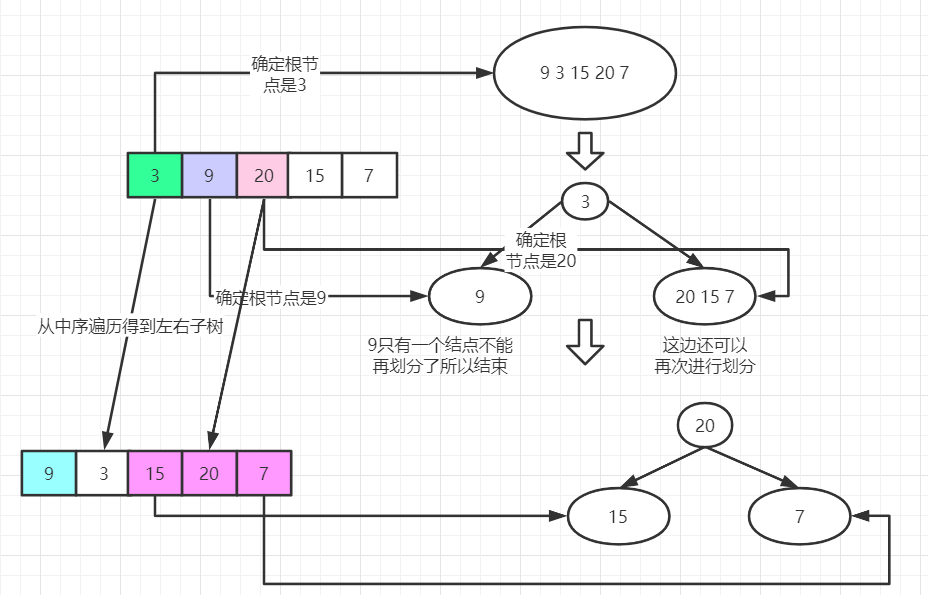 确定根节
点是3
9 3 15 20 7
3 9 20 15 7
3
确定根
节点是20
确定根节点是9
9
20 15 7
从中序遍历得到左右子树
9只有一个结点不能
再划分了所以结束
这边还可以
再次进行划分
20
9 3 15 20 7
15
7